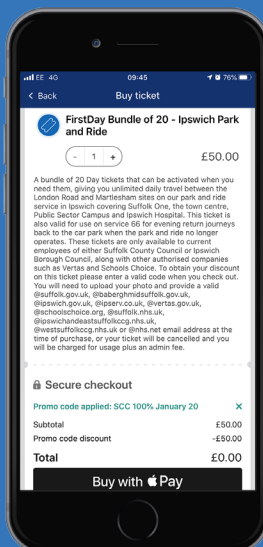 EE 4G 09:45 76%
Back Buy ticket
FirstDay Bundle of 20 - Ipswich Park
and Ride
- 1 + £50.00
A bundle of 20 Day tickets that can be activated when you
need them, giving you unlimited daily travel between the
London Road and Martlesham sites on our park and ride
service in Ipswich covering Suffolk One, the town centre,
Public Sector Campus and Ipswich Hospital. This ticket is
also valid for use on service 66 for evening return journeys
back to the car park when the park and ride no longer
operates. These tickets are only available to current
employees of either Suffolk County Council or Ipswich
Borough Council, along with other authorised companies
such as Vertas and Schools Choice. To obtain your discount
on this ticket please enter a valid code when you check out.
You will need to upload your photo and provide a valid
@suffolk.gov.uk, @baberghmidsuffolk.gov.uk,
@ipswich.gov.uk, @ipserv.co.uk, @vertas.gov.uk,
@schoolschoice.org, @suffolk.nhs.uk,
@ipswichandeastsuffolkccg.nhs.uk,
@westsuffolkccg.nhs.uk or @nhs.net email address at the
time of purchase, or your ticket will be cancelled and you
will be charged for usage plus an admin fee.
Secure checkout
Promo code applied: SCC 100% January 20 ×
Subtotal £50.00
Promo code discount -£50.00
Total £0.00
Buy with Pay